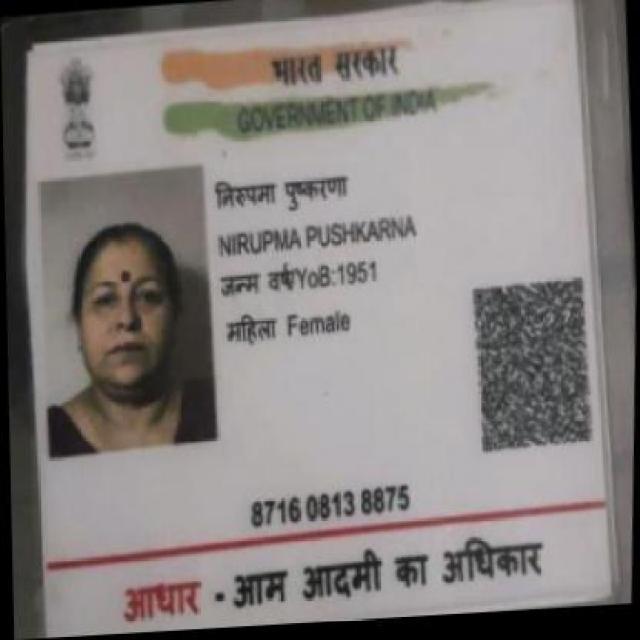 भारत सरकार
GOVERNMENT OF INDIA
निरुपमा पुष्करणा
NIRUPMA PUSHKARNA
जन्म वर्ष/YoB:1951
महिला Female
8716 0813 8875
आधार - आम आदमी का अधिकार